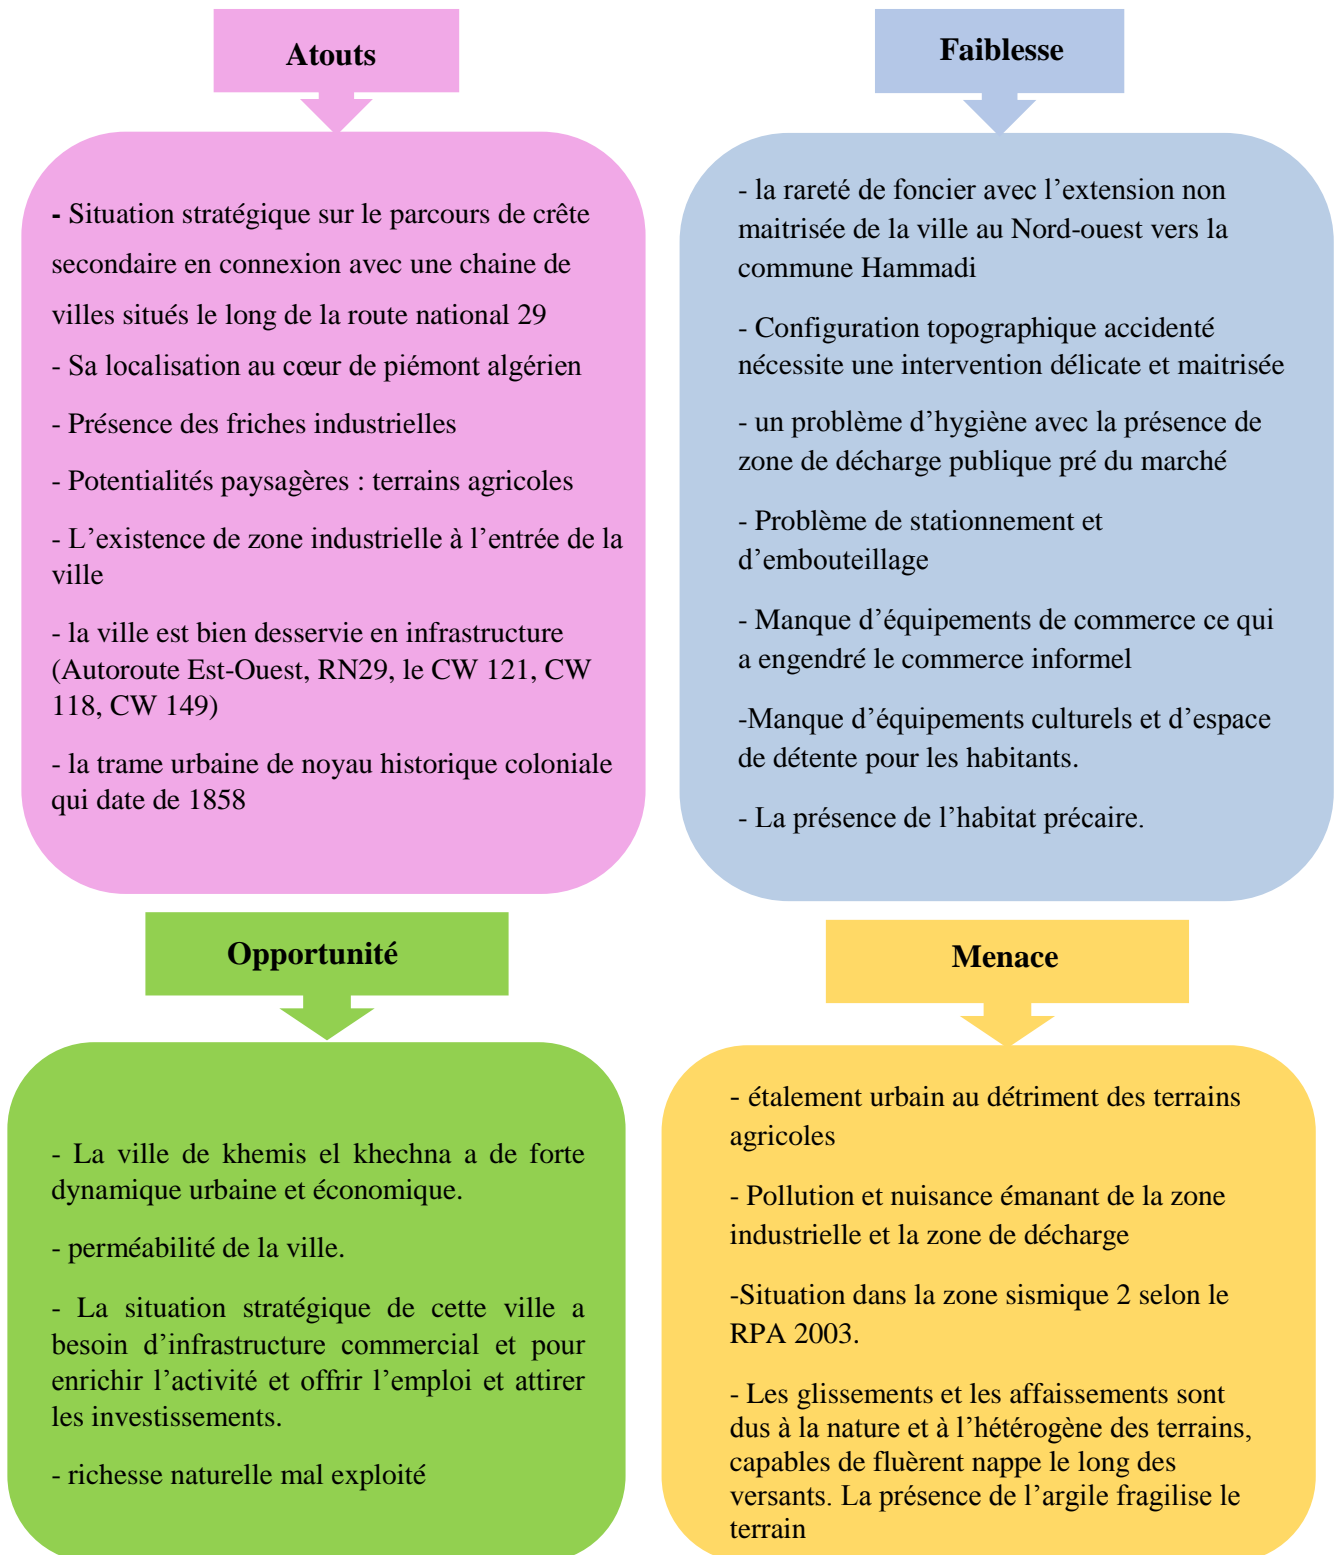 Atouts
- Situation stratégique sur le parcours de crête
secondaire en connexion avec une chaine de
villes situés le long de la route national 29
- Sa localisation au cœur de piémont algérien
- Présence des friches industrielles
- Potentialités paysagères : terrains agricoles
- L’existence de zone industrielle à l’entrée de la
ville
- la ville est bien desservie en infrastructure
(Autoroute Est-Ouest, RN29, le CW 121, CW
118, CW 149)
- la trame urbaine de noyau historique coloniale
qui date de 1858
Faiblesse
- la rareté de foncier avec l’extension non
maitrisée de la ville au Nord-ouest vers la
commune Hammadi
- Configuration topographique accidenté
nécessite une intervention délicate et maitrisée
- un problème d’hygiène avec la présence de
zone de décharge publique pré du marché
- Problème de stationnement et
d’embouteillage
- Manque d’équipements de commerce ce qui
a engendré le commerce informel
-Manque d’équipements culturels et d’espace
de détente pour les habitants.
- La présence de l’habitat précaire.
Opportunité
- La ville de khemis el khechna a de forte
dynamique urbaine et économique.
- perméabilité de la ville.
- La situation stratégique de cette ville a
besoin d’infrastructure commercial et pour
enrichir l’activité et offrir l’emploi et attirer
les investissements.
- richesse naturelle mal exploité
Menace
- étalement urbain au détriment des terrains
agricoles
- Pollution et nuisance émanant de la zone
industrielle et la zone de décharge
-Situation dans la zone sismique 2 selon le
RPA 2003.
- Les glissements et les affaissements sont
dus à la nature et à l’hétérogène des terrains,
capables de fluèrent nappe le long des
versants. La présence de l’argile fragilise le
terrain